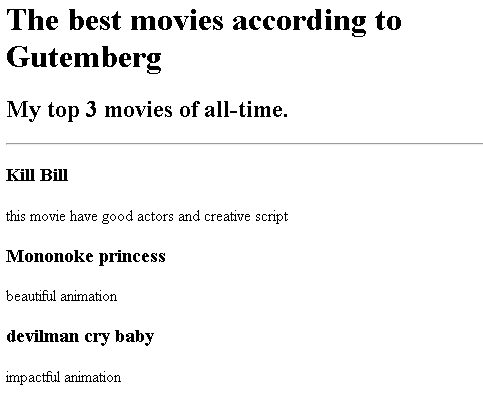 The best movies according to
Gutemberg
My top 3 movies of all-time.
Kill Bill
this movie have good actors and creative script
Mononoke princess
beautiful animation
devilman cry baby
impactful animation